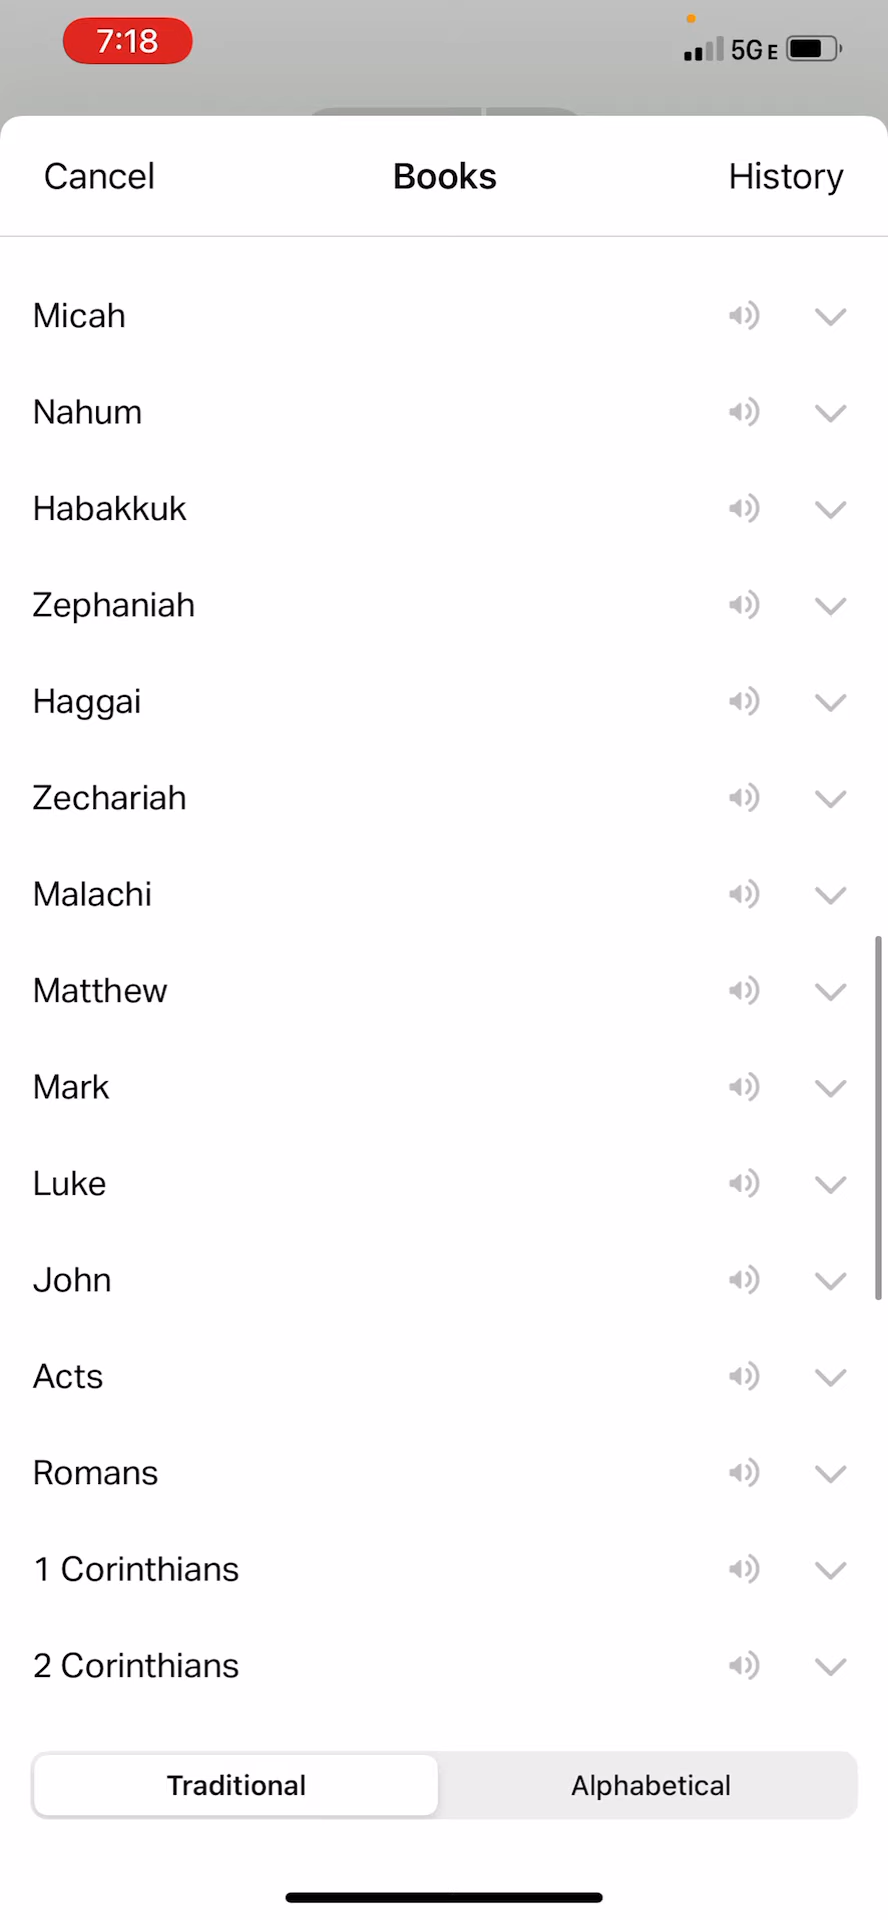 7:18
5GE
Cancel
Books
History
Micah
Nahum
Habakkuk
Zephaniah
Haggai
Zechariah
Malachi
Matthew
Mark
Luke
John
Acts
Romans
1 Corinthians
2 Corinthians
Traditional
Alphabetical